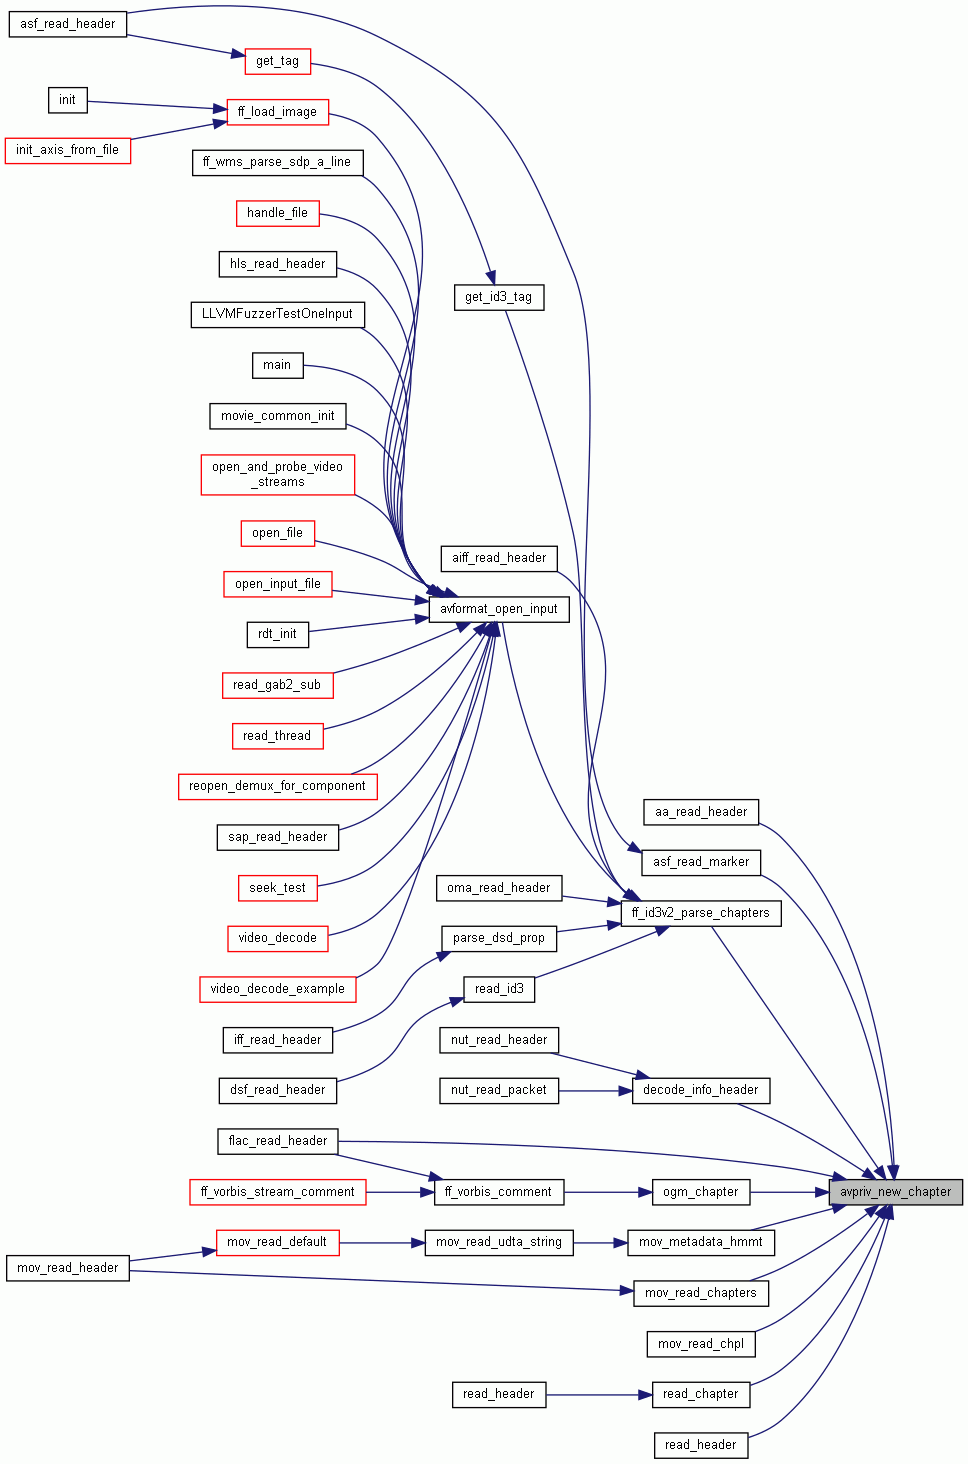 asf_read_header
get_tag
init
ff_load_image
init_axis_from_file
ff_wms_parse_sdp_a_line
handle_file
hls_read_header
get_id3_tag
LLVMFuzzerTestOneInput
main
movie_common_init
open_and_probe_video
_streams
open_file
aiff_read_header
open_input_file
avformat_open_input
rdt_init
read_gab2_sub
read_thread
reopen_demux_for_component
aa_read_header
sap_read_header
asf_read_marker
seek_test
oma_read_header
ff_id3v2_parse_chapters
video_decode
parse_dsd_prop
video_decode_example
read_id3
iff_read_header
nut_read_header
dsf_read_header
nut_read_packet
decode_info_header
flac_read_header
ff_vorbis_stream_comment
ff_vorbis_comment
ogm_chapter
avpriv_new_chapter
mov_read_default
mov_read_udta_string
mov_metadata_hmmt
mov_read_header
mov_read_chapters
mov_read_chpl
read_header
read_chapter
read_header